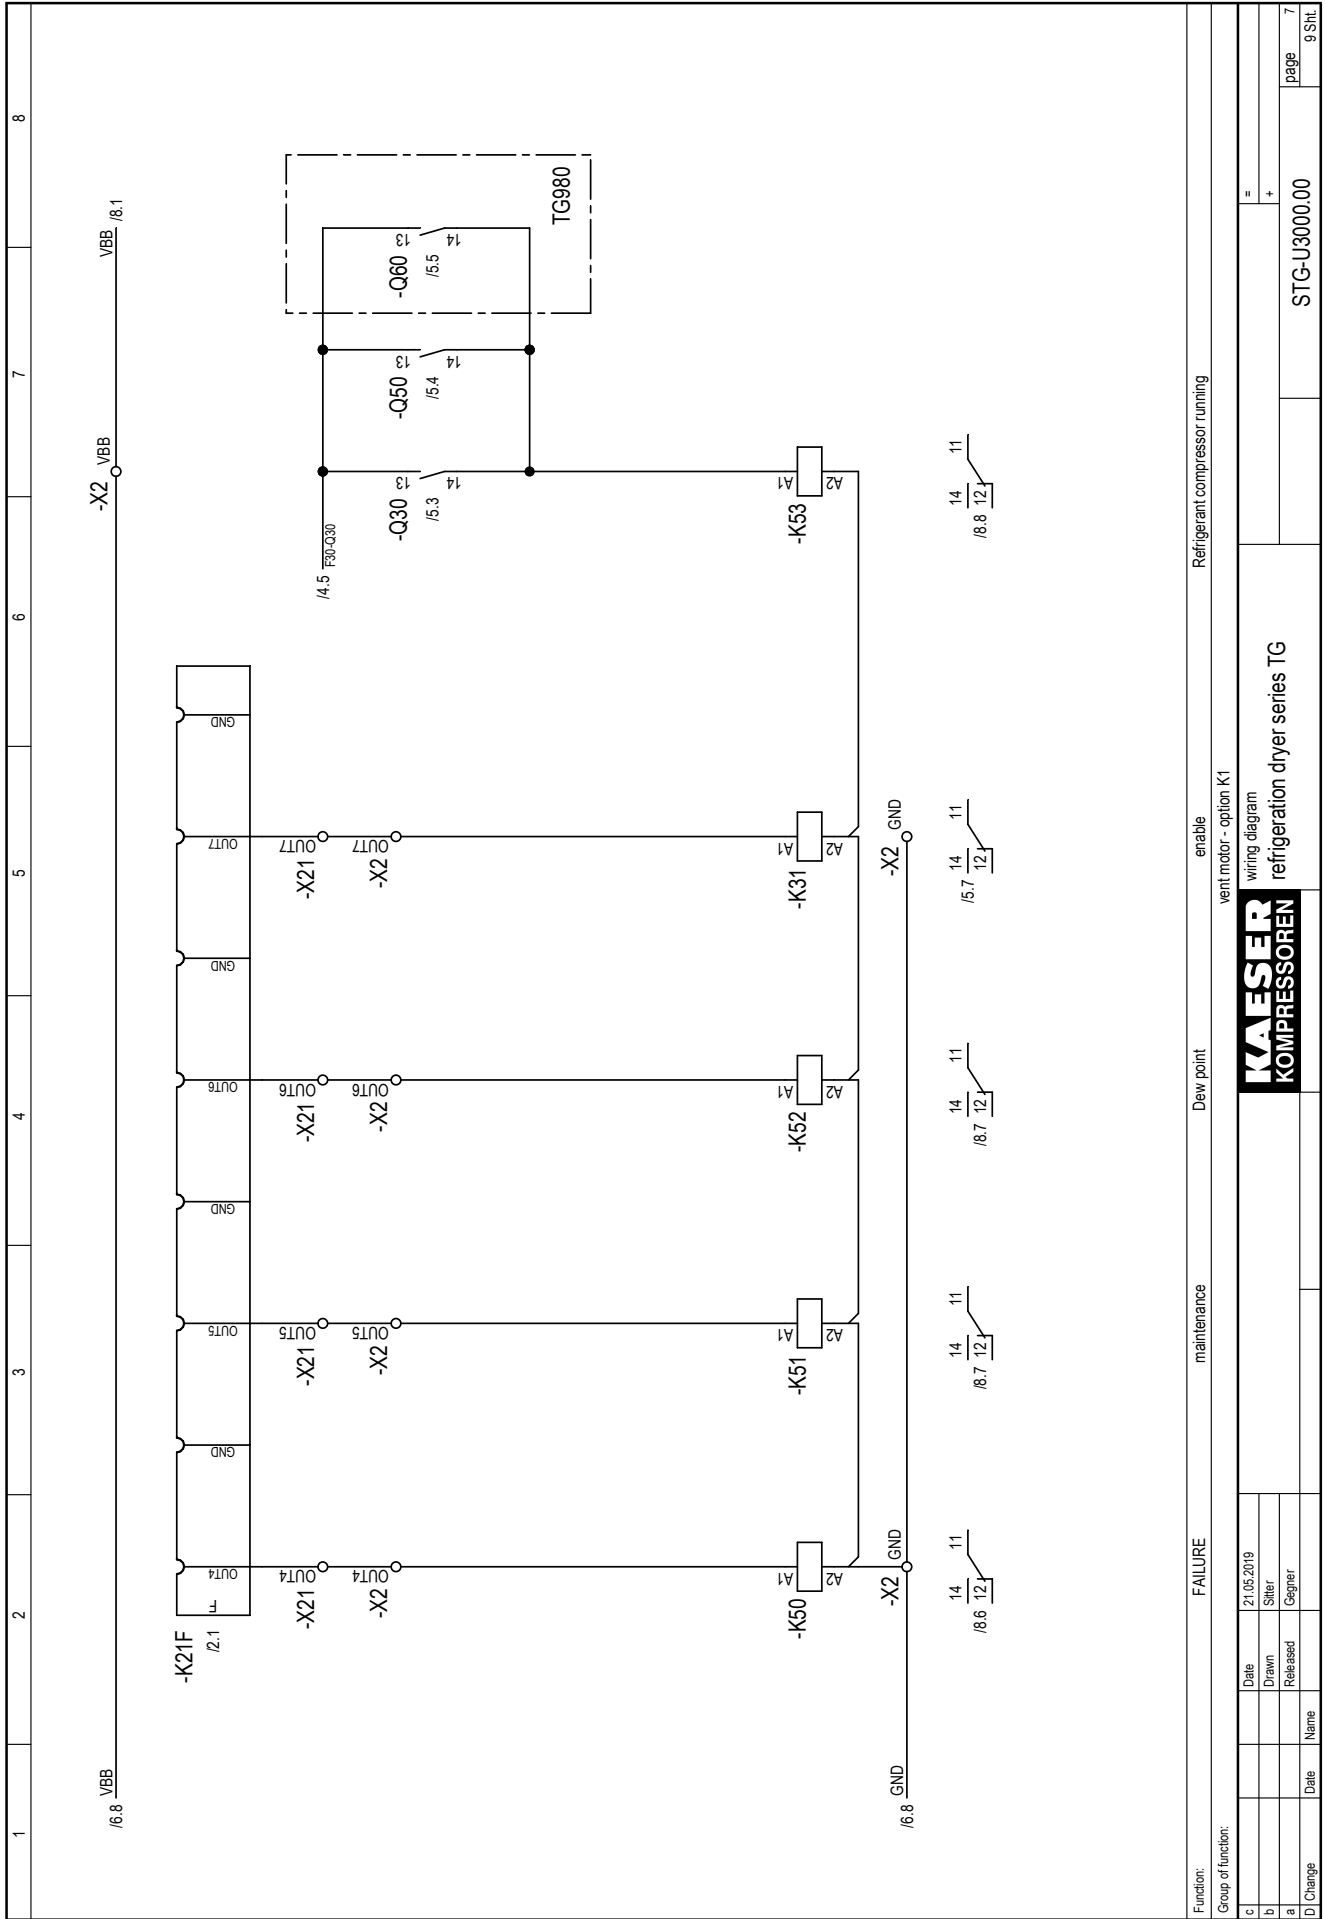 1 2 3 4 5 6 7 8
/6.8 VBB
-X2 VBB
VBB /8.1
-K21F
/2.1
F
OUT4 GND OUT5 GND OUT6 GND OUT7 GND
OUT4 OUT5 OUT6 OUT7
-X21 -X21 -X21 -X21
OUT4 OUT5 OUT6 OUT7
-X2 -X2 -X2 -X2
/4.5 F30-Q30
-Q30
/5.3
13
14
-Q50
/5.4
13
14
-Q60
/5.5
13
14
TG980
-K50 A1 A2
-K51 A1 A2
-K52 A1 A2
-K31 A1 A2
-K53 A1 A2
/6.8 GND
-X2 GND
-X2 GND
14 11
/8.6 12
14 11
/8.7 12
14 11
/8.7 12
14 11
/5.7 12
14 11
/8.8 12
Function: FAILURE maintenance Dew point enable Refrigerant compressor running
Group of function: vent motor - option K1
c Date 21.05.2019
b Drawn Sitter
a Released Gegner
D Change Date Name
KAESER
KOMPRESSOREN
wiring diagram
refrigeration dryer series TG
=
+
STG-U3000.00
page 7
9 Sht.